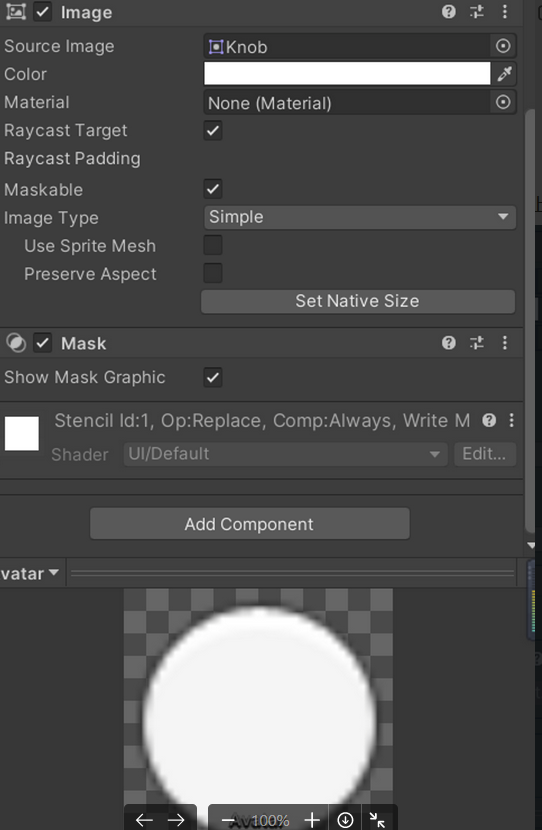 Image
Source Image
Knob
Color
Material
None (Material)
Raycast Target
Raycast Padding
Maskable
Image Type
Simple
Use Sprite Mesh
Preserve Aspect
Set Native Size
Mask
Show Mask Graphic
Stencil Id:1, Op:Replace, Comp:Always, Write M
Shader
UI/Default
Edit...
Add Component
vatar
100%